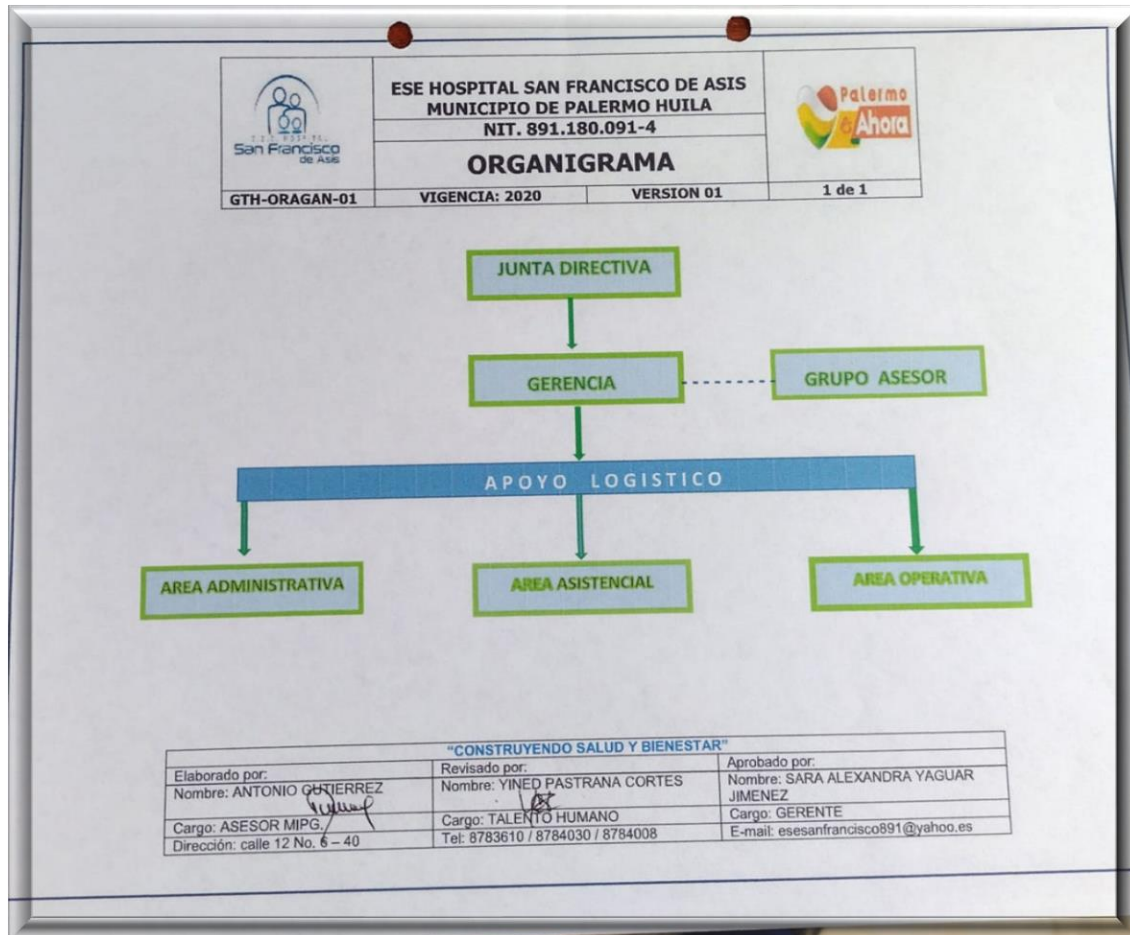 E.S.E. HOSPITAL
San Francisco
de Asis
ESE HOSPITAL SAN FRANCISCO DE ASIS
MUNICIPIO DE PALERMO HUILA
NIT. 891.180.091-4
ORGANIGRAMA
Palermo
Ahora
GTH-ORAGAN-01 VIGENCIA: 2020 VERSION 01 1 de 1
JUNTA DIRECTIVA
GERENCIA GRUPO ASESOR
APOYO LOGISTICO
AREA ADMINISTRATIVA AREA ASISTENCIAL AREA OPERATIVA
"CONSTRUYENDO SALUD Y BIENESTAR"
Elaborado por: Revisado por: Aprobado por:
Nombre: ANTONIO GUTIERREZ Nombre: YINED PASTRANA CORTES Nombre: SARA ALEXANDRA YAGUAR
JIMENEZ
Cargo: ASESOR MIPG. Cargo: TALENTO HUMANO Cargo: GERENTE
Dirección: calle 12 No. 6 – 40 Tel: 8783610 / 8784030 / 8784008 E-mail: esesanfrancisco891@yahoo.es